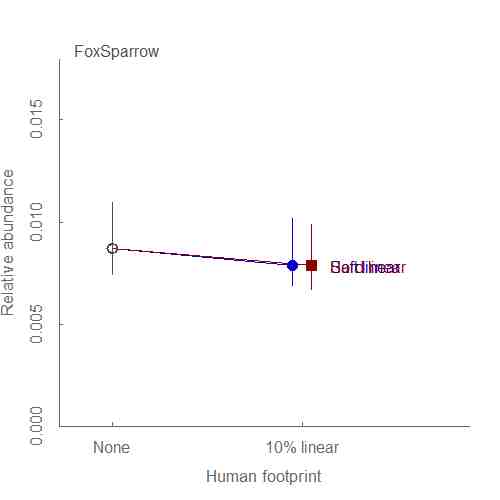 FoxSparrow
Relative abundance
0.015
0.010
0.005
0.000
None
10% linear
Human footprint